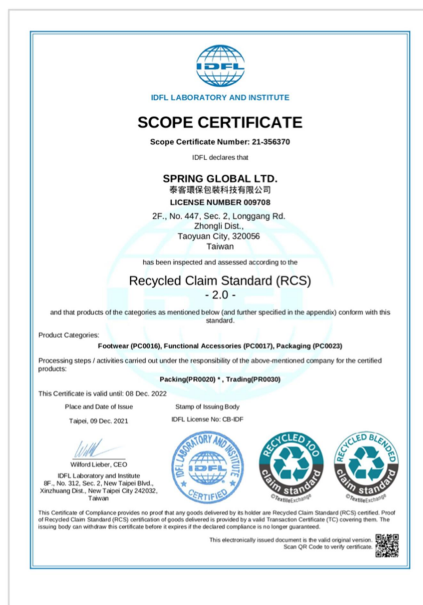 IDFL
IDFL LABORATORY AND INSTITUTE
SCOPE CERTIFICATE
Scope Certificate Number: 21-356370
IDFL declares that
SPRING GLOBAL LTD.
泰客環保包裝科技有限公司
LICENSE NUMBER 009708
2F., No. 447, Sec. 2, Longgang Rd.
Zhongli Dist.,
Taoyuan City, 320056
Taiwan
has been inspected and assessed according to the
Recycled Claim Standard (RCS)
- 2.0 -
and that products of the categories as mentioned below (and further specified in the appendix) conform with this
standard.
Product Categories:
Footwear (PC0016), Functional Accessories (PC0017), Packaging (PC0023)
Processing steps / activities carried out under the responsibility of the above-mentioned company for the certified
products:
Packing(PR0020) * , Trading(PR0030)
This Certificate is valid until: 08 Dec. 2022
Place and Date of Issue
Stamp of Issuing Body
Taipei, 09 Dec. 2021
IDFL License No: CB-IDF
Wilford Lieber, CEO
IDFL Laboratory and Institute
8F., No. 312, Sec. 2, New Taipei Blvd.,
Xinzhuang Dist., New Taipei City 242032,
Taiwan
IDFL LABORATORY AND INSTITUTE
IDFL
CERTIFIED
RECYCLED 100
claim standard
©TextileExchange
RECYCLED BLENDED
claim standard
©TextileExchange
This Certificate of Compliance provides no proof that any goods delivered by its holder are Recycled Claim Standard (RCS) certified. Proof
of Recycled Claim Standard (RCS) certification of goods delivered is provided by a valid Transaction Certificate (TC) covering them. The
issuing body can withdraw this certificate before it expires if the declared compliance is no longer guaranteed.
This electronically issued document is the valid original version.
Scan QR Code to verify certificate.